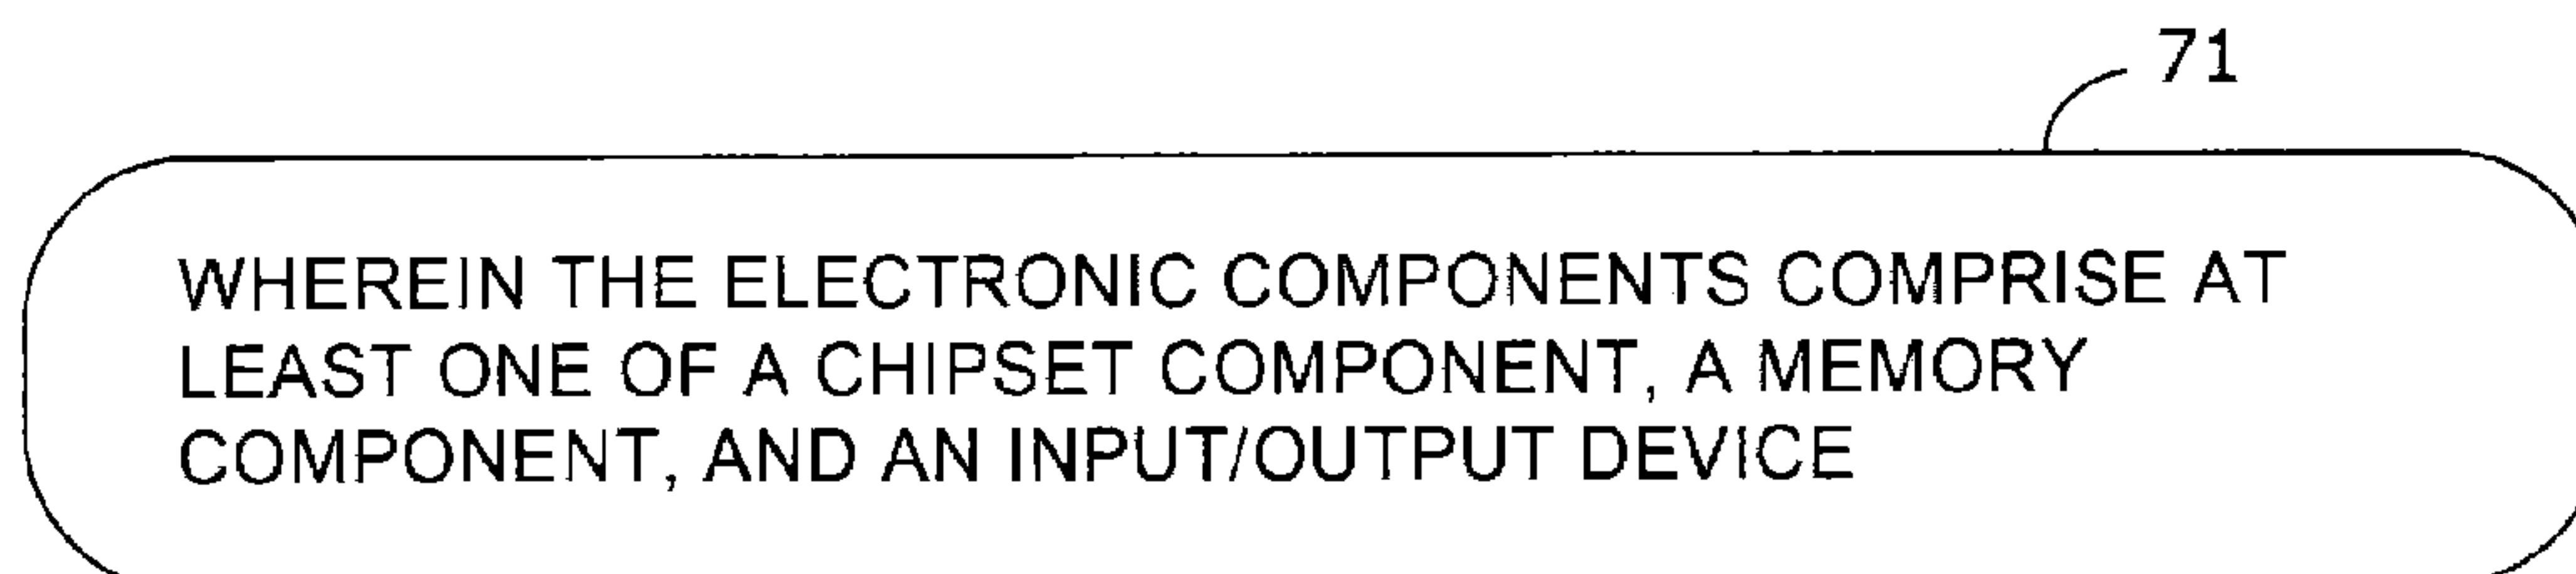 71
WHEREIN THE ELECTRONIC COMPONENTS COMPRISE AT
LEAST ONE OF A CHIPSET COMPONENT, A MEMORY
COMPONENT, AND AN INPUT/OUTPUT DEVICE